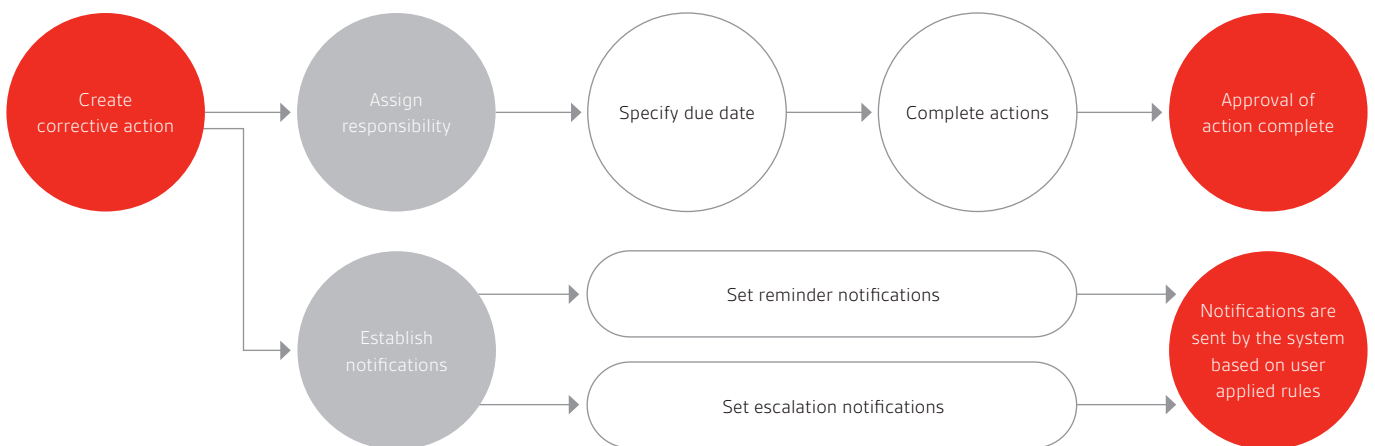 Create
corrective action
Assign
responsibility
Specify due date
Complete actions
Approval of
action complete
Establish
notifications
Set reminder notifications
Set escalation notifications
Notifications are
sent by the system
based on user
applied rules